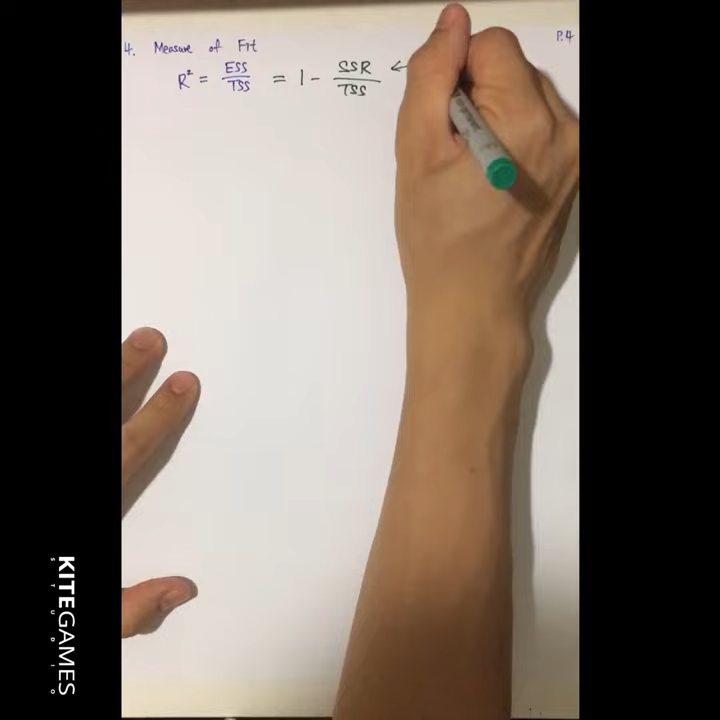 4. Measure of Fit
P.4
R² = ESS/TSS = 1 - SSR/TSS ←
KITEGAMES
STUDIO